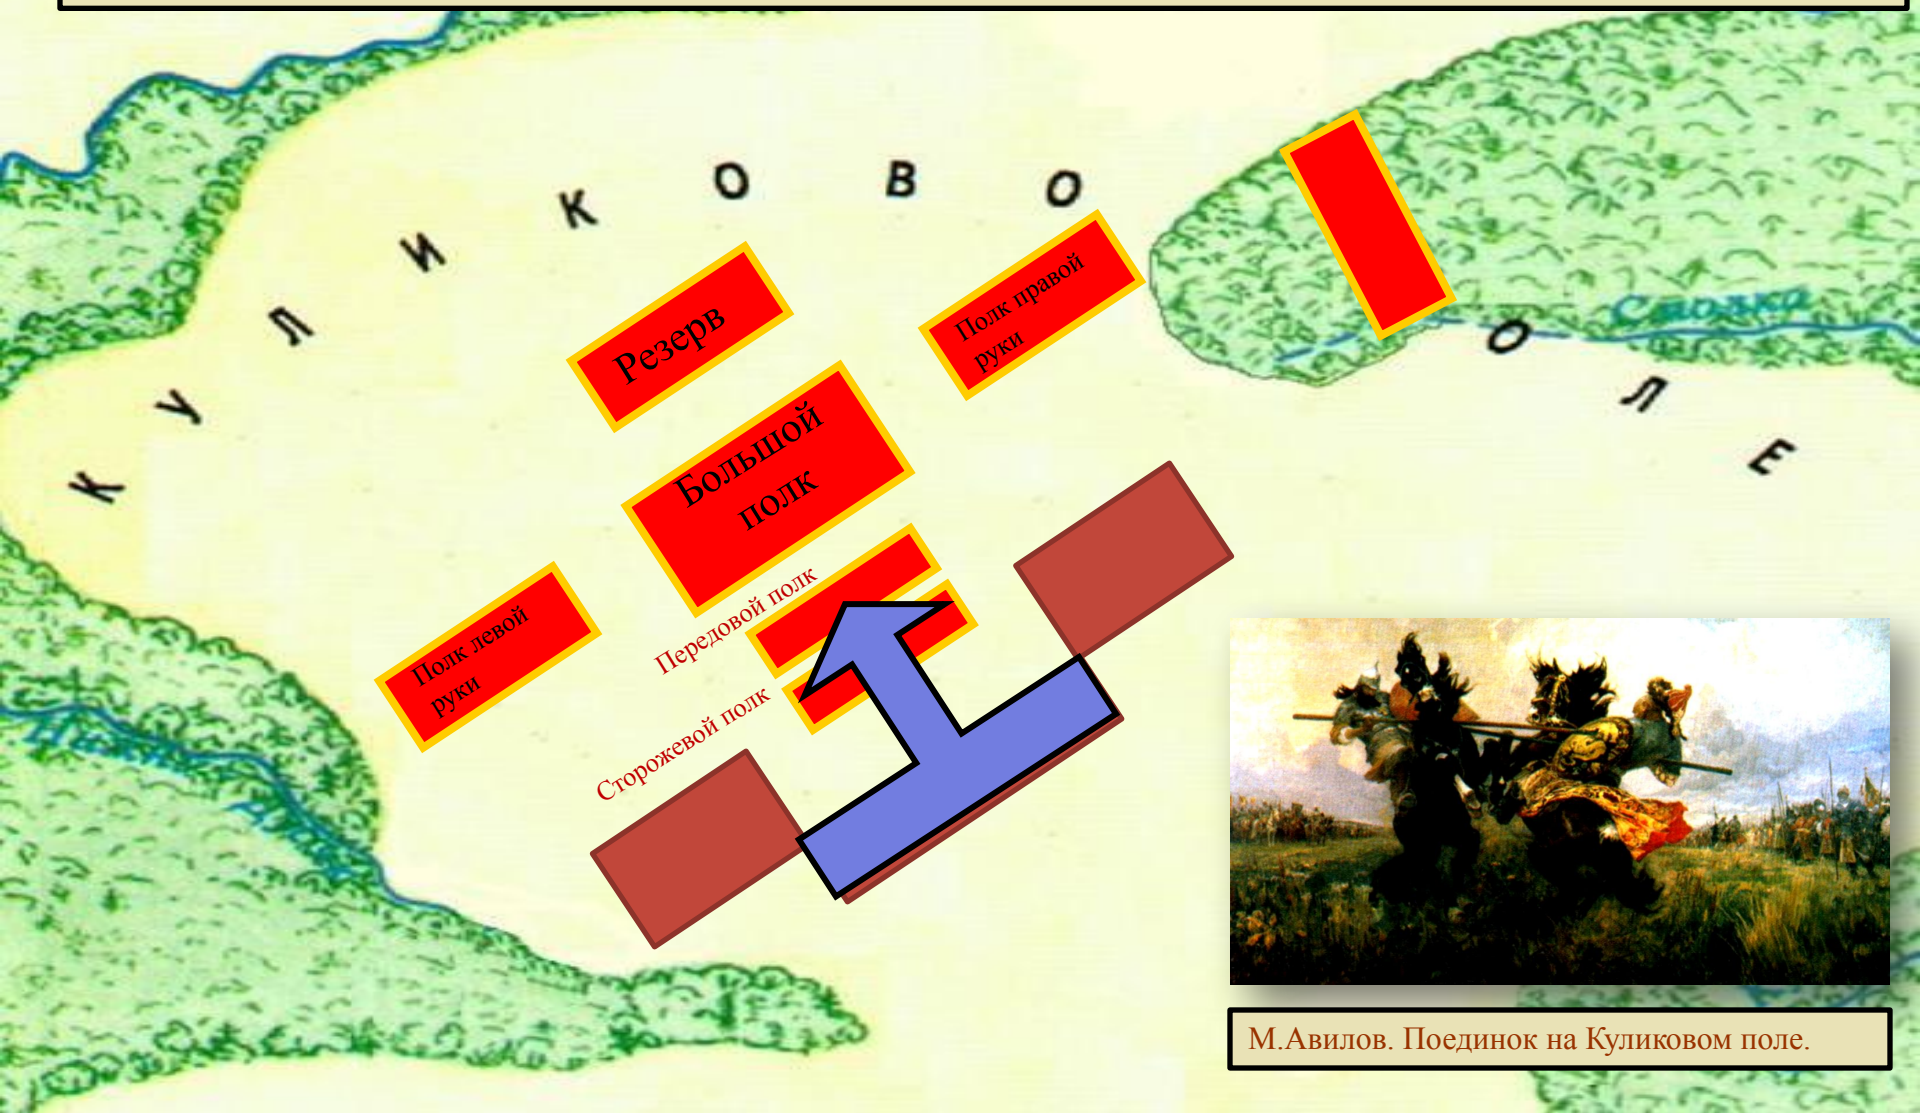 КУЛИКОВО
ПОЛЕ
Резерв
Полк правой
руки
Большой
полк
Передовой полк
Полк левой
руки
Сторожевой полк
М.Авилов. Поединок на Куликовом поле.